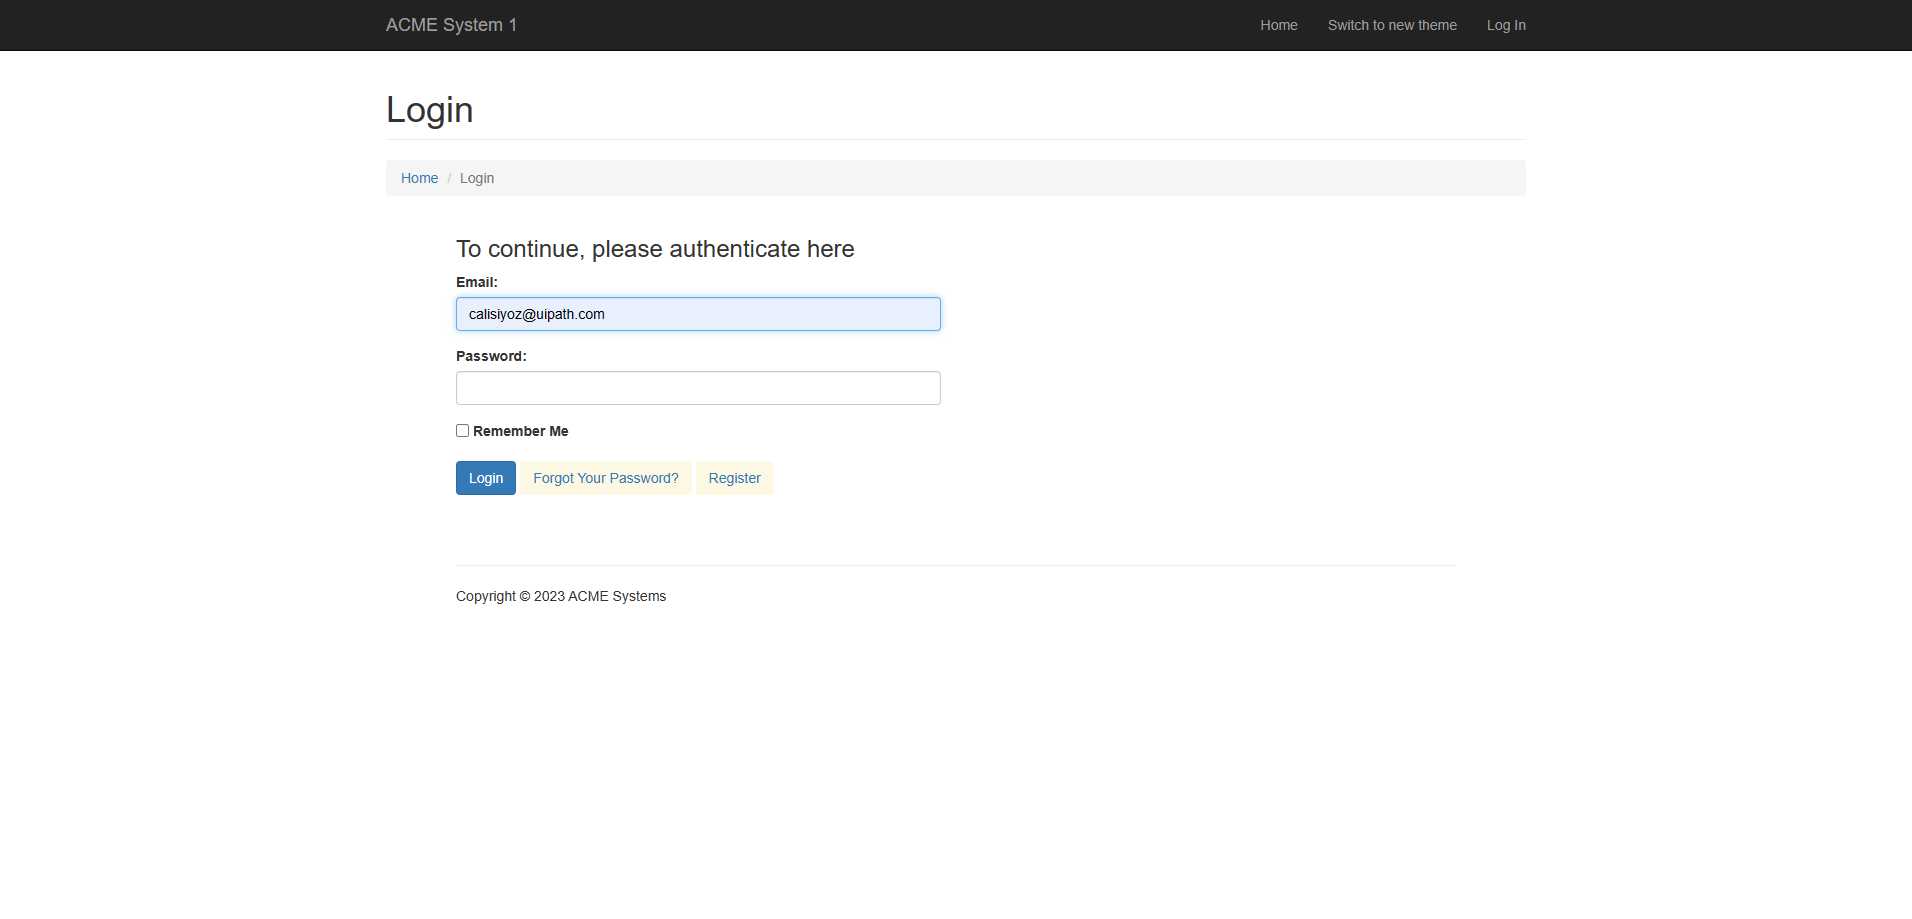 ACME System 1
Home
Switch to new theme
Log In
Login
Home / Login
To continue, please authenticate here
Email:
calisiyoz@uipath.com
Password:
Remember Me
Login
Forgot Your Password?
Register
Copyright © 2023 ACME Systems